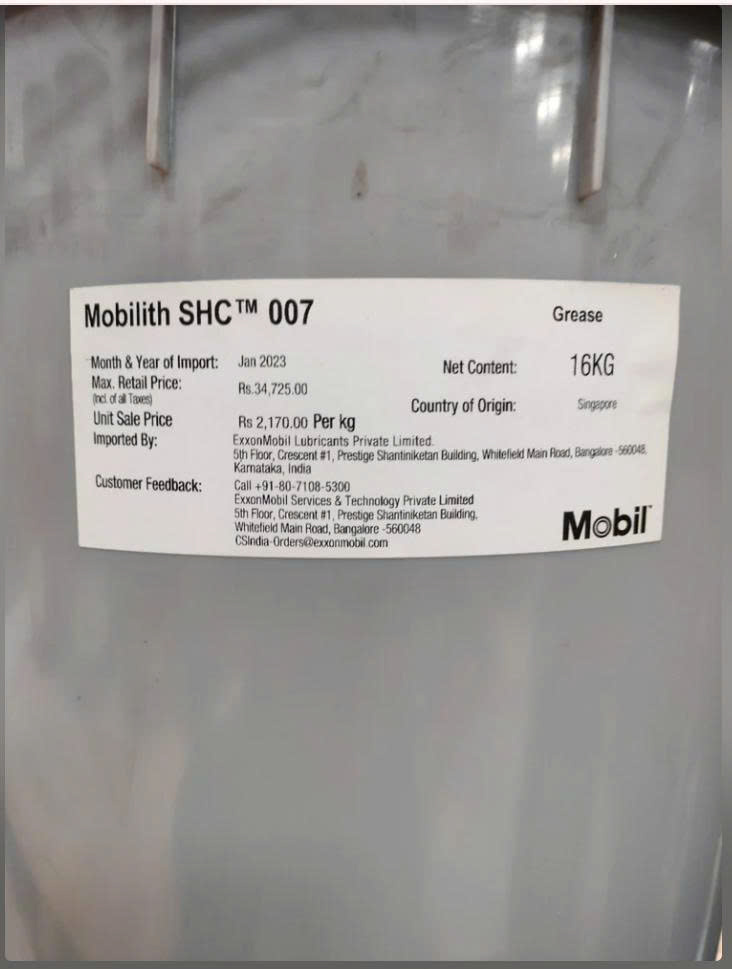 Mobilith SHC™ 007 Grease
Month & Year of Import: Jan 2023 Net Content: 16KG
Max. Retail Price: Rs.34,725.00
(Incl. of all Taxes) Country of Origin: Singapore
Unit Sale Price Rs 2,170.00 Per kg
Imported By: ExxonMobil Lubricants Private Limited.
5th Floor, Crescent #1, Prestige Shantiniketan Building, Whitefield Main Road, Bangalore -560048,
Karnataka, India
Customer Feedback: Call +91-80-7108-5300
ExxonMobil Services & Technology Private Limited
5th Floor, Crescent #1, Prestige Shantiniketan Building,
Whitefield Main Road, Bangalore -560048
CSIndia-Orders@exxonmobil.com
Mobil